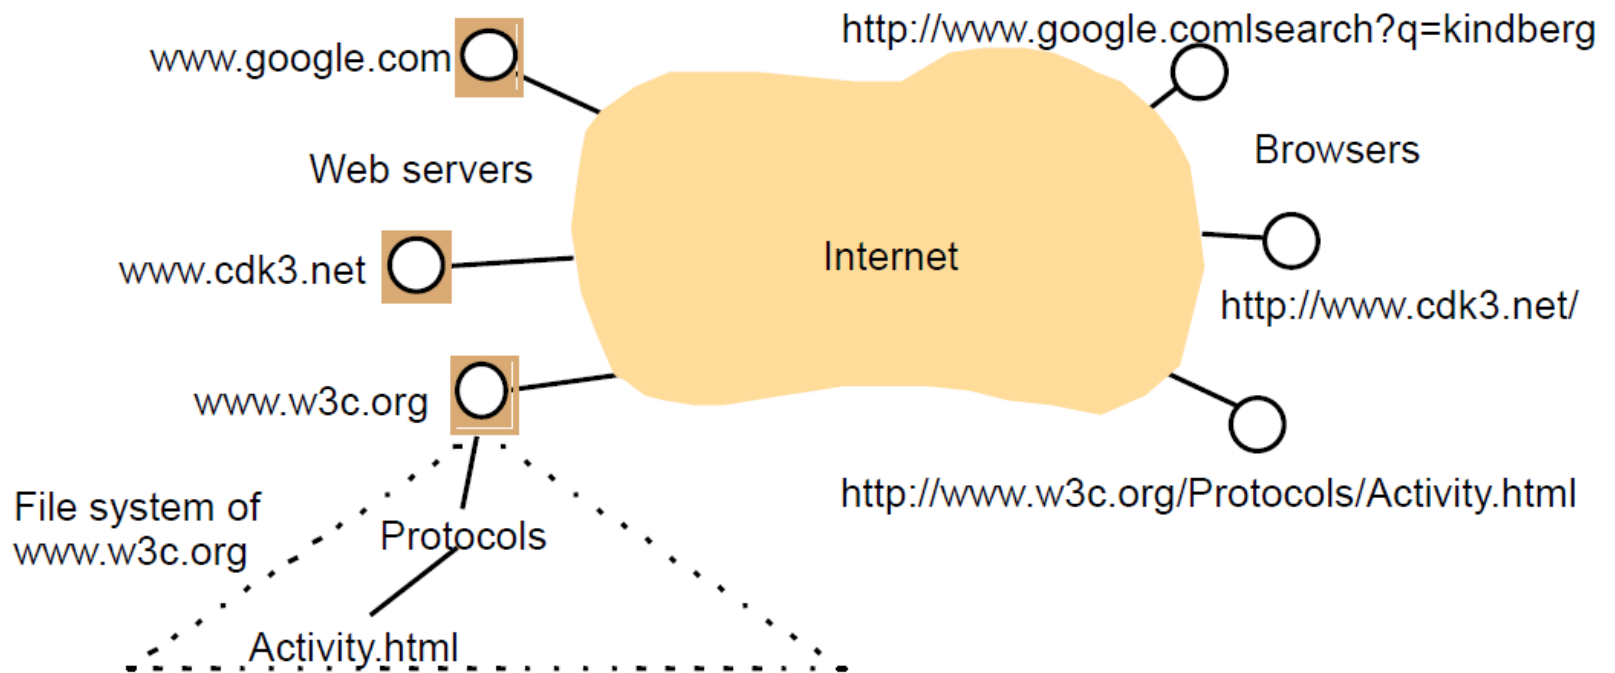 http://www.google.comlsearch?q=kindberg
www.google.com
Browsers
Web servers
Internet
www.cdk3.net
http://www.cdk3.net/
www.w3c.org
http://www.w3c.org/Protocols/Activity.html
File system of
www.w3c.org
Protocols
Activity.html